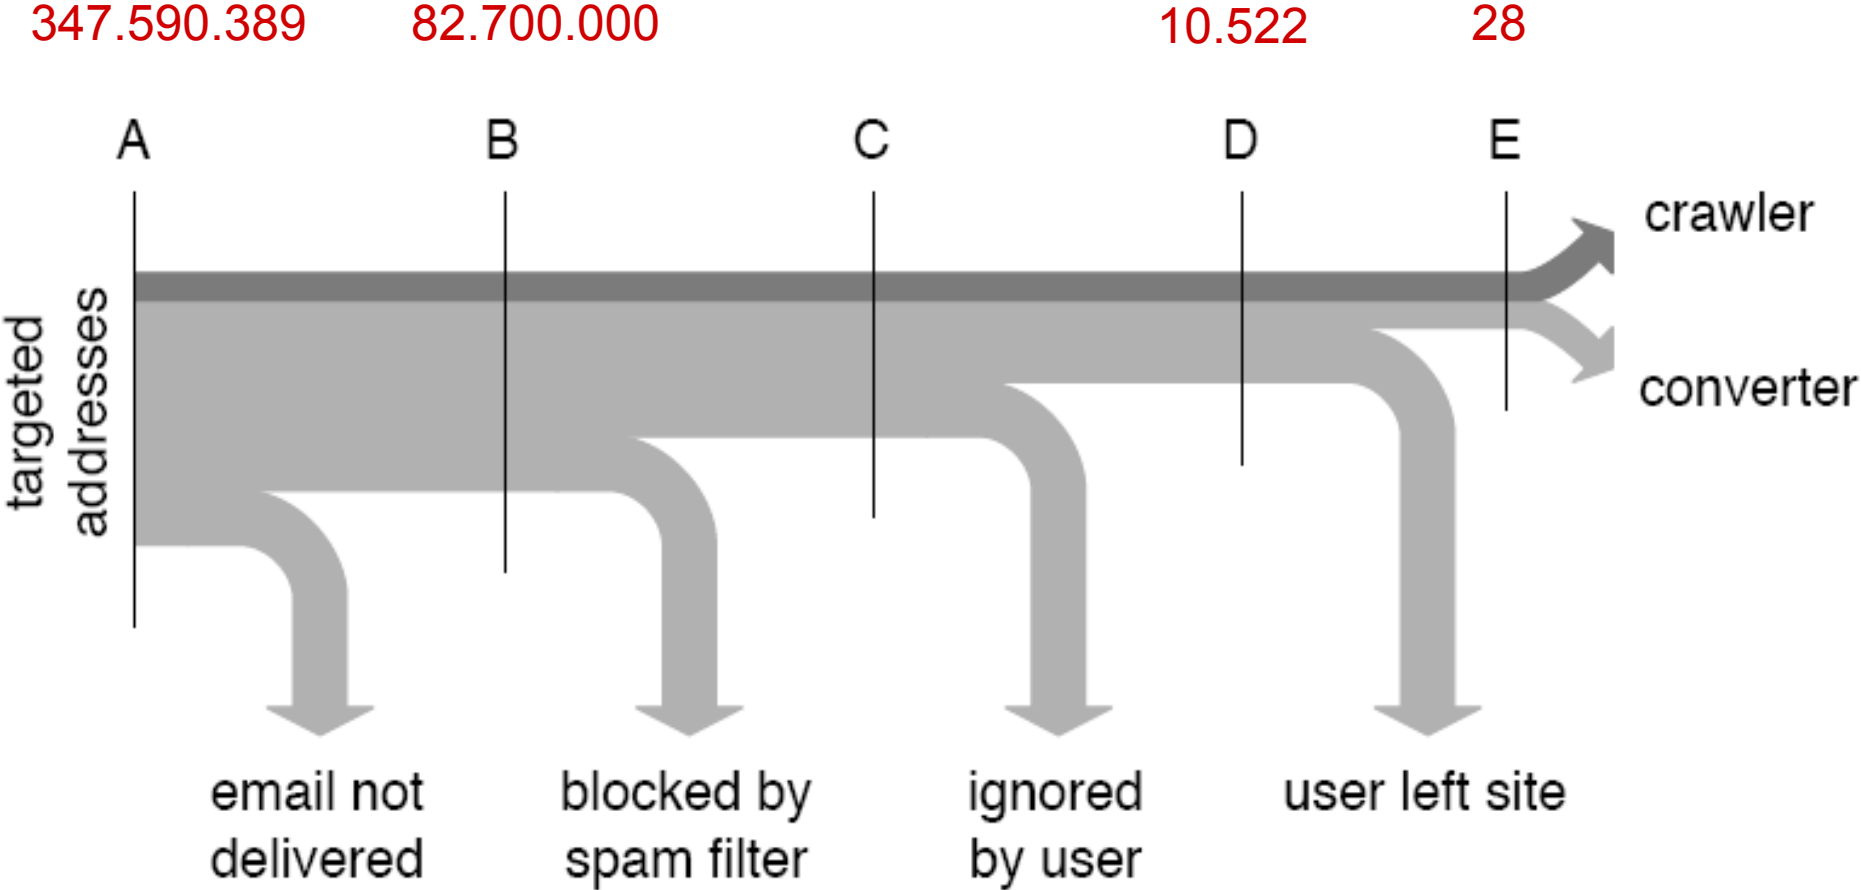 347.590.389
82.700.000
10.522
28
A
B
C
D
E
targeted
addresses
crawler
converter
email not
delivered
blocked by
spam filter
ignored
by user
user left site